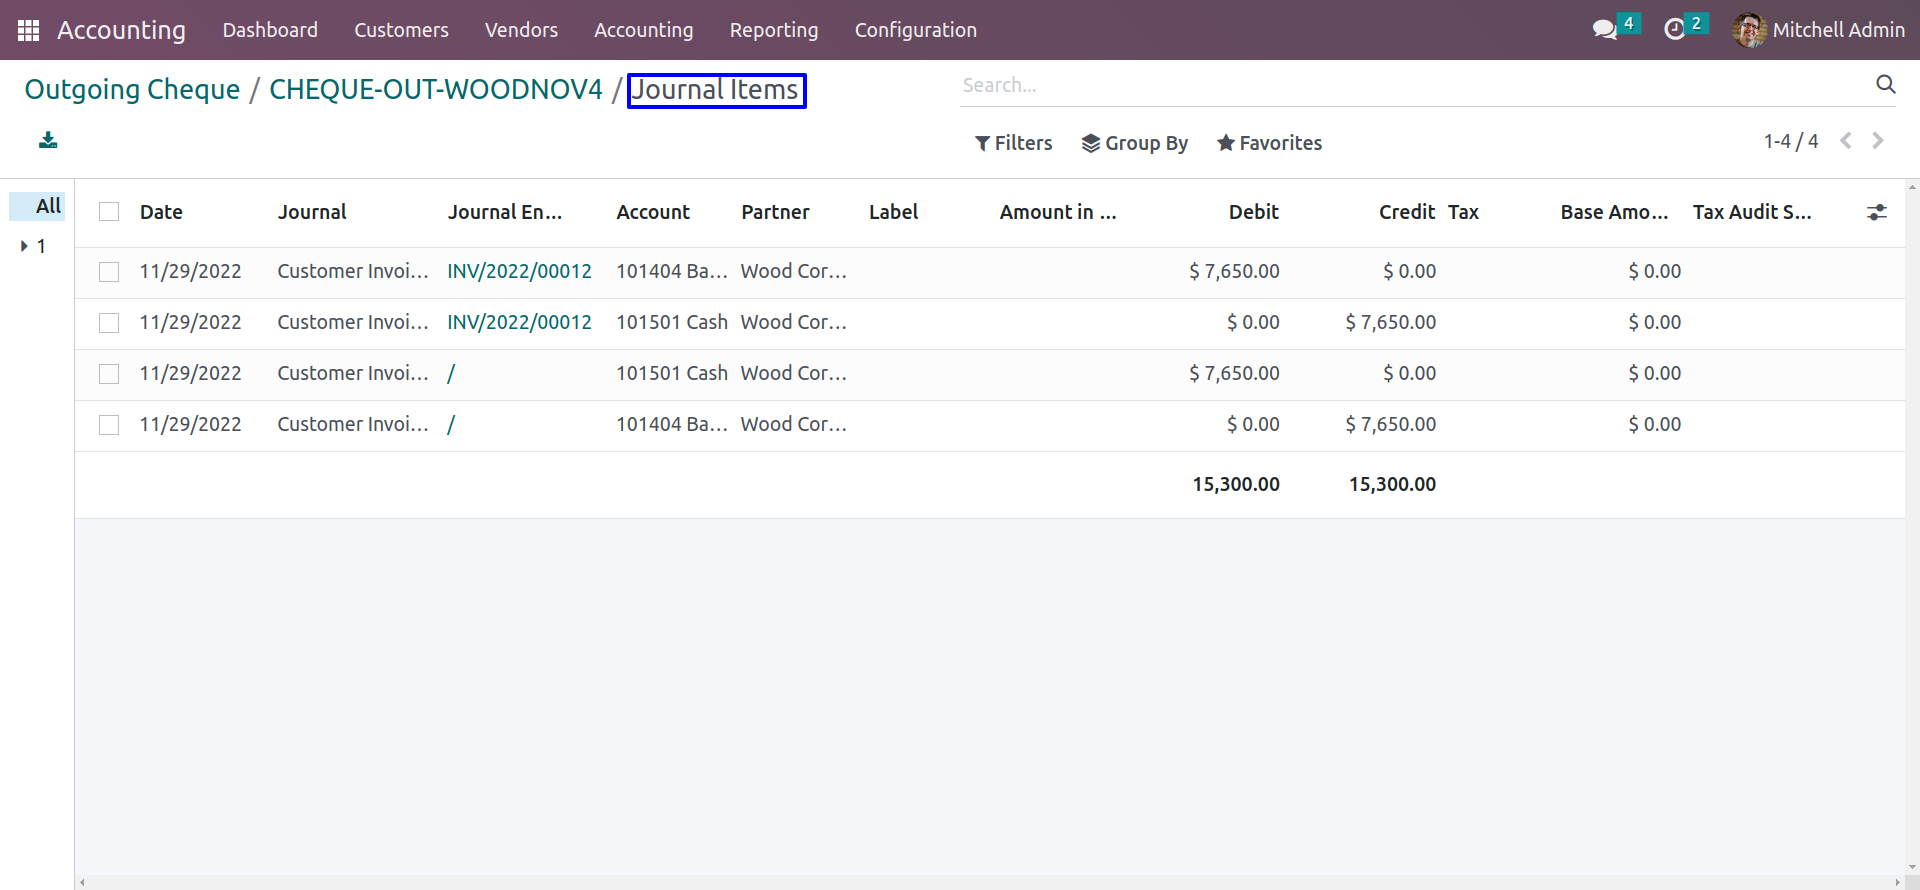 Accounting Dashboard Customers Vendors Accounting Reporting Configuration 4 2 Mitchell Admin
Outgoing Cheque / CHEQUE-OUT-WOODNOV4 / Journal Items Search...
Filters Group By Favorites 1-4 / 4
All Date Journal Journal En... Account Partner Label Amount in ... Debit Credit Tax Base Amo... Tax Audit S...
1
11/29/2022 Customer Invoi... INV/2022/00012 101404 Ba... Wood Cor... $ 7,650.00 $ 0.00 $ 0.00
11/29/2022 Customer Invoi... INV/2022/00012 101501 Cash Wood Cor... $ 0.00 $ 7,650.00 $ 0.00
11/29/2022 Customer Invoi... / 101501 Cash Wood Cor... $ 7,650.00 $ 0.00 $ 0.00
11/29/2022 Customer Invoi... / 101404 Ba... Wood Cor... $ 0.00 $ 7,650.00 $ 0.00
15,300.00 15,300.00